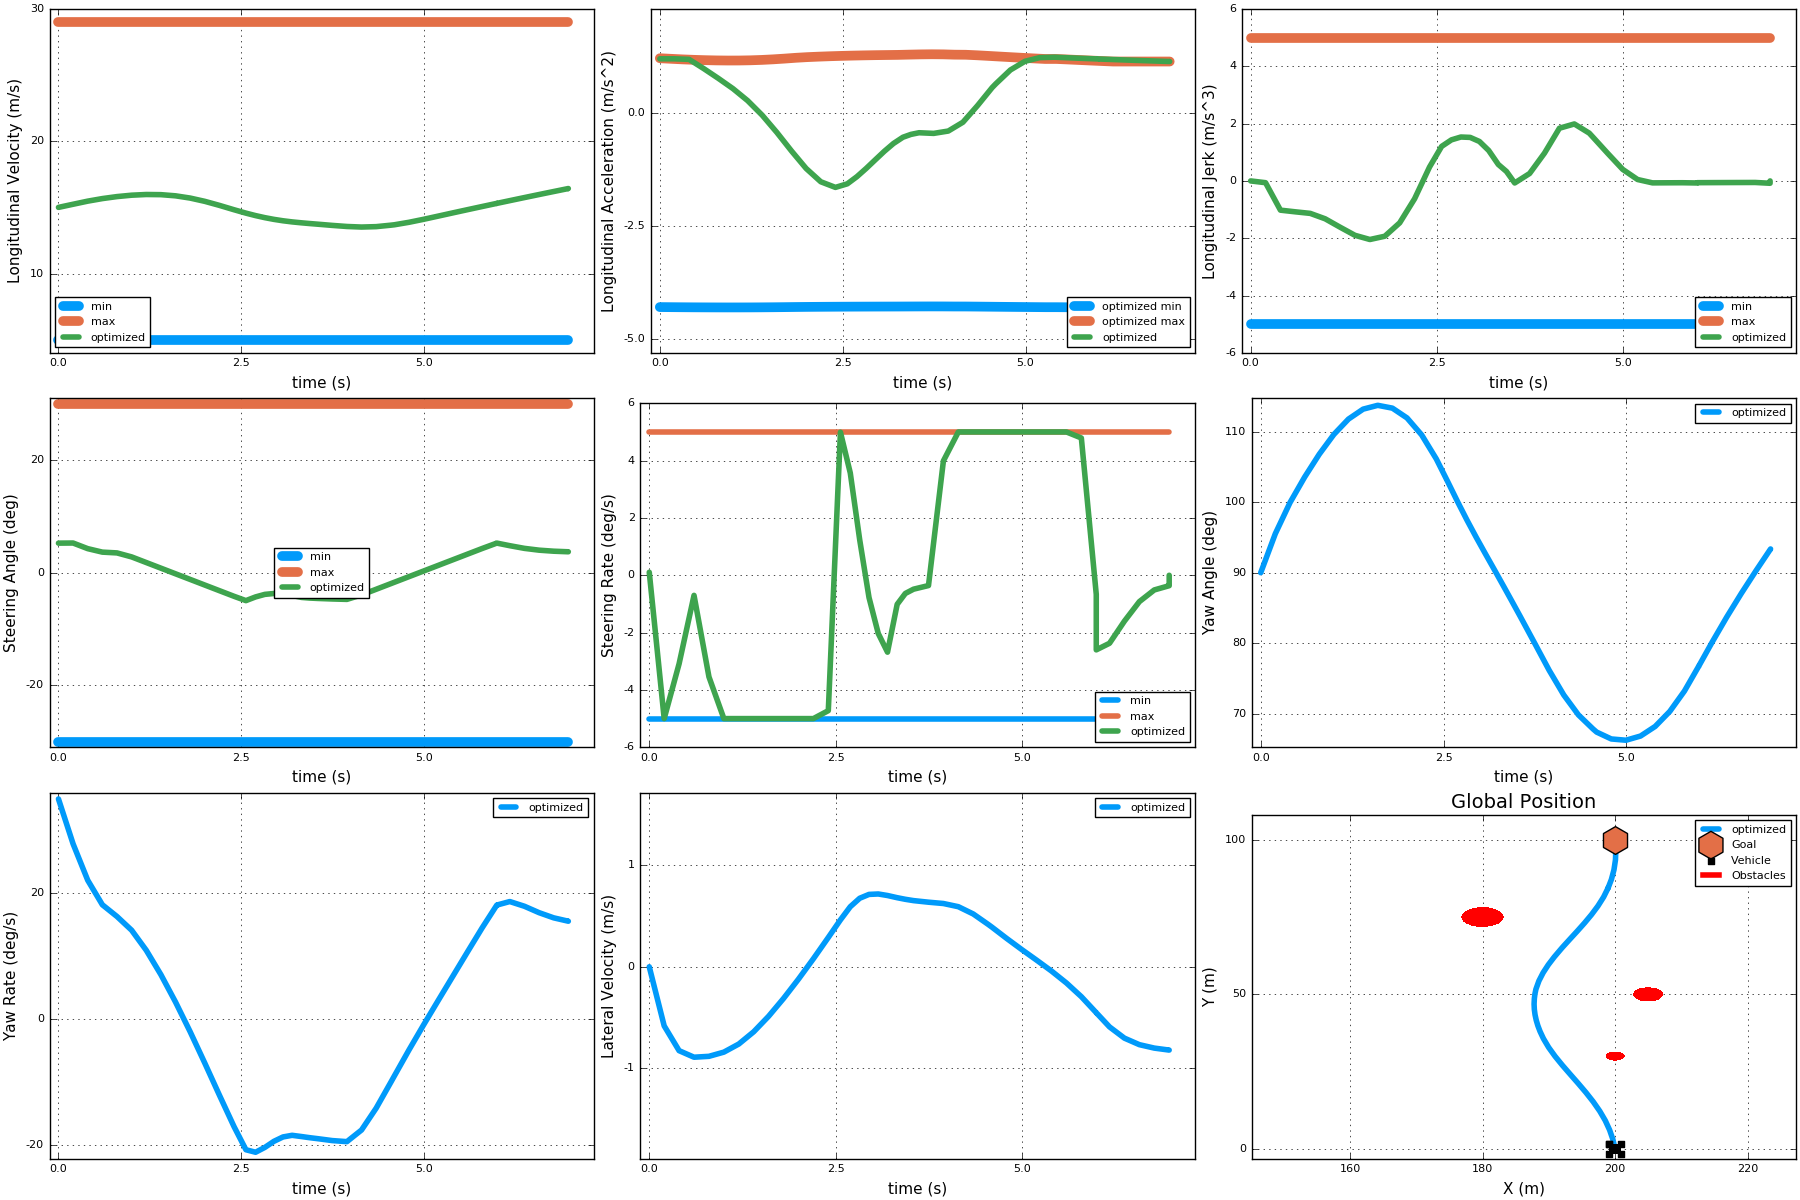 30
20
10
Longitudinal Velocity (m/s)
min
max
optimized
0.0 2.5 5.0
time (s)
0.0
-2.5
-5.0
Longitudinal Acceleration (m/s^2)
optimized min
optimized max
optimized
0.0 2.5 5.0
time (s)
6
4
2
0
-2
-4
-6
Longitudinal Jerk (m/s^3)
min
max
optimized
0.0 2.5 5.0
time (s)
20
0
-20
Steering Angle (deg)
min
max
optimized
0.0 2.5 5.0
time (s)
6
4
2
0
-2
-4
-6
Steering Rate (deg/s)
min
max
optimized
0.0 2.5 5.0
time (s)
110
100
90
80
70
Yaw Angle (deg)
optimized
0.0 2.5 5.0
time (s)
20
0
-20
Yaw Rate (deg/s)
optimized
0.0 2.5 5.0
time (s)
1
0
-1
Lateral Velocity (m/s)
optimized
0.0 2.5 5.0
time (s)
Global Position
100
50
0
Y (m)
optimized
Goal
Vehicle
Obstacles
160 180 200 220
X (m)